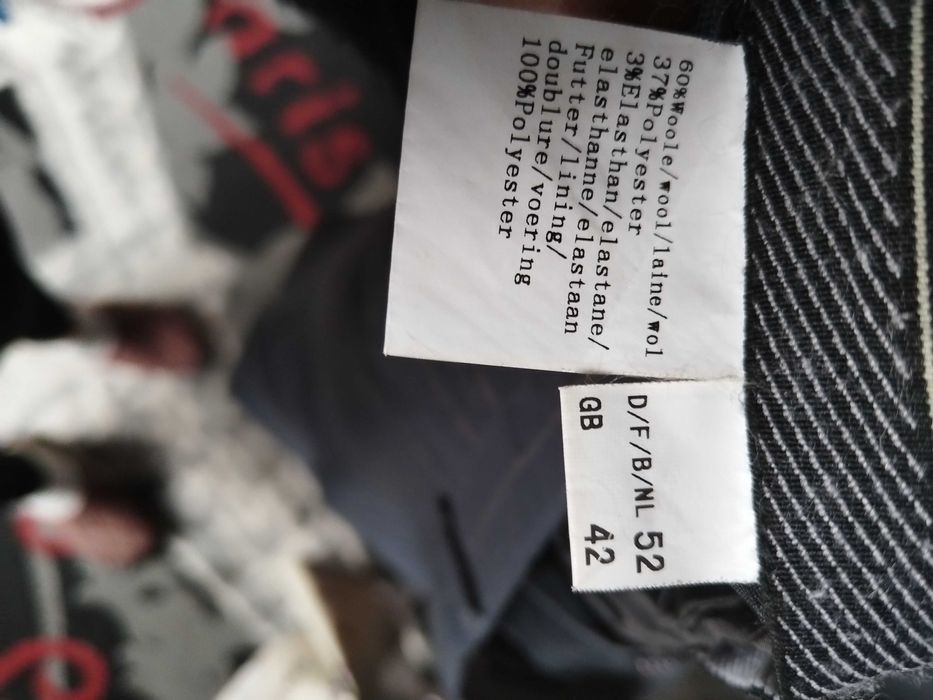 60%Woole/wool/laine/wol
37%Polyester
3%Elasthan/elastane/
elasthanne/elastaan
Futter/lining/
doublure/voering
100%Polyester
D/F/B/NL 52
GB 42